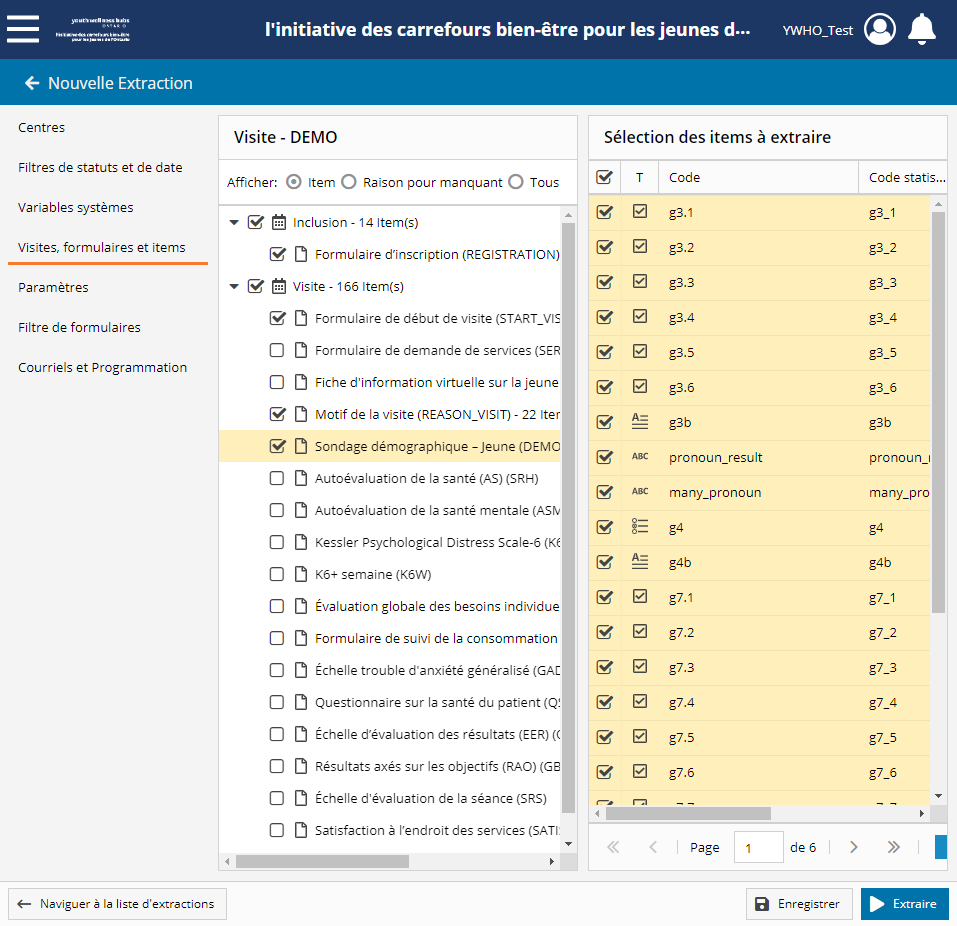 youth wellness hubs
ONTARIO
l'initiative des carrefours bien-être
pour les jeunes de l'Ontario
l'initiative des carrefours bien-être pour les jeunes d...
YWHO_Test
Nouvelle Extraction
Centres
Filtres de statuts et de date
Variables systèmes
Visites, formulaires et items
Paramètres
Filtre de formulaires
Courriels et Programmation
Visite - DEMO
Afficher: Item Raison pour manquant Tous
Inclusion - 14 Item(s)
Formulaire d'inscription (REGISTRATION)
Visite - 166 Item(s)
Formulaire de début de visite (START_VIS
Formulaire de demande de services (SER
Fiche d'information virtuelle sur la jeune
Motif de la visite (REASON_VISIT) - 22 Iter
Sondage démographique – Jeune (DEMO
Autoévaluation de la santé (AS) (SRH)
Autoévaluation de la santé mentale (ASM
Kessler Psychological Distress Scale-6 (K6
K6+ semaine (K6W)
Évaluation globale des besoins individue
Formulaire de suivi de la consommation
Échelle trouble d'anxiété généralisé (GAD
Questionnaire sur la santé du patient (QS
Échelle d'évaluation des résultats (EER) (
Résultats axés sur les objectifs (RAO) (GB
Échelle d'évaluation de la séance (SRS)
Satisfaction à l'endroit des services (SATI
Sélection des items à extraire
T Code Code statis...
g3.1 g3_1
g3.2 g3_2
g3.3 g3_3
g3.4 g3_4
g3.5 g3_5
g3.6 g3_6
g3b g3b
ABC pronoun_result pronoun_r
ABC many_pronoun many_pro
g4 g4
g4b g4b
g7.1 g7_1
g7.2 g7_2
g7.3 g7_3
g7.4 g7_4
g7.5 g7_5
g7.6 g7_6
Page 1 de 6
Naviguer à la liste d'extractions
Enregistrer
Extraire